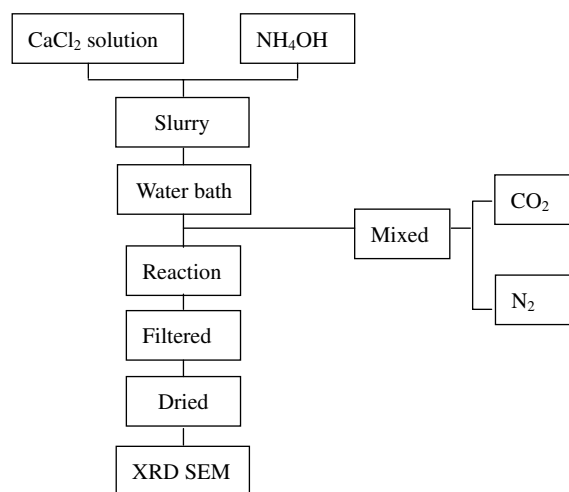 CaCl₂ solution
NH₄OH
Slurry
Water bath
CO₂
Mixed
Reaction
N₂
Filtered
Dried
XRD SEM